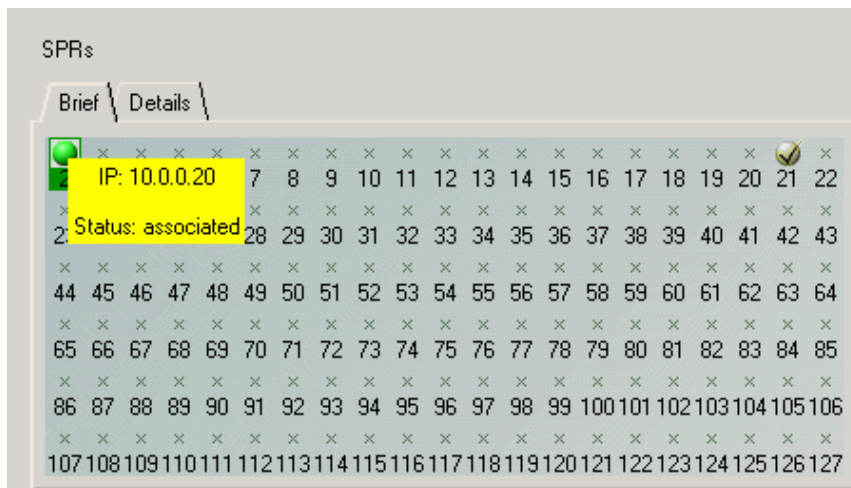 SPRs
Brief Details
IP: 10.0.0.20
Status: associated
2 7 8 9 10 11 12 13 14 15 16 17 18 19 20 21 22
28 29 30 31 32 33 34 35 36 37 38 39 40 41 42 43
44 45 46 47 48 49 50 51 52 53 54 55 56 57 58 59 60 61 62 63 64
65 66 67 68 69 70 71 72 73 74 75 76 77 78 79 80 81 82 83 84 85
86 87 88 89 90 91 92 93 94 95 96 97 98 99 100 101 102 103 104 105 106
107 108 109 110 111 112 113 114 115 116 117 118 119 120 121 122 123 124 125 126 127